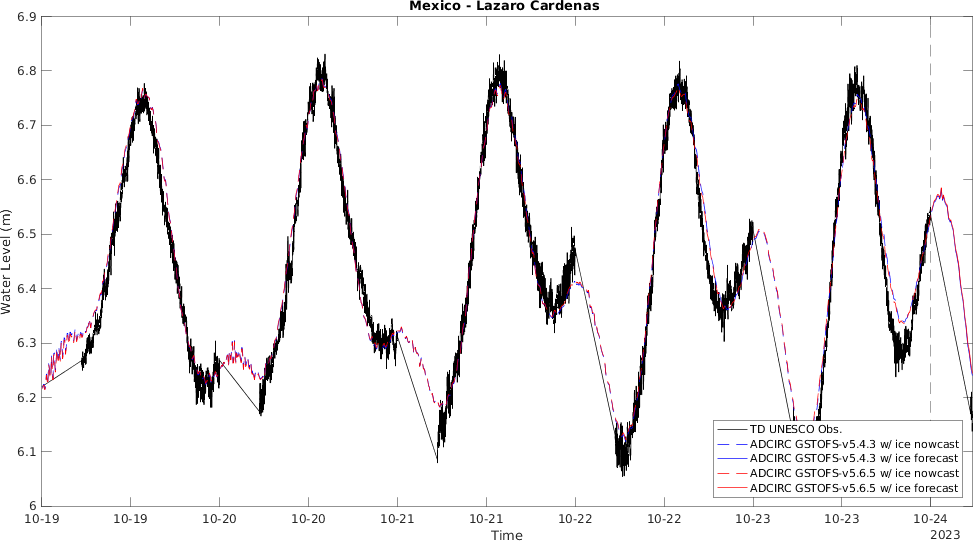 Mexico - Lazaro Cardenas
6.9
6.8
6.7
6.6
6.5
6.4
6.3
6.2
6.1
6
Water Level (m)
TD UNESCO Obs.
ADCIRC GSTOFS-v5.4.3 w/ ice nowcast
ADCIRC GSTOFS-v5.4.3 w/ ice forecast
ADCIRC GSTOFS-v5.6.5 w/ ice nowcast
ADCIRC GSTOFS-v5.6.5 w/ ice forecast
10-19 10-19 10-20 10-20 10-21 10-21 10-22 10-22 10-23 10-23 10-24
Time
2023